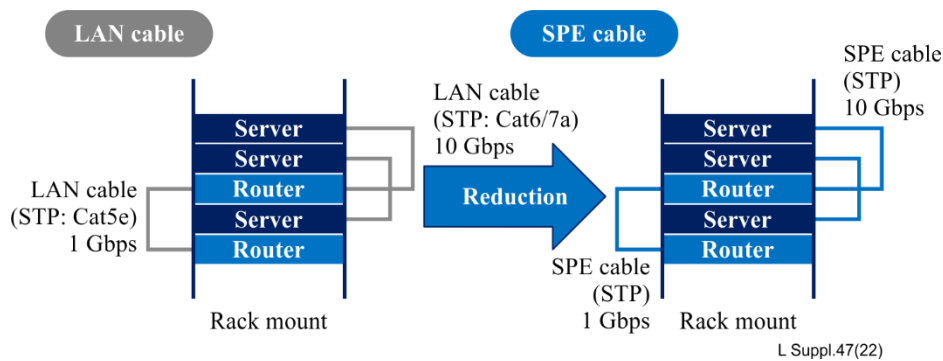 LAN cable
SPE cable
LAN cable
(STP: Cat5e)
1 Gbps
Server
Server
Router
Server
Router
Rack mount
LAN cable
(STP: Cat6/7a)
10 Gbps
Reduction
SPE cable
(STP)
1 Gbps
Server
Server
Router
Server
Router
Rack mount
SPE cable
(STP)
10 Gbps
L Suppl.47(22)